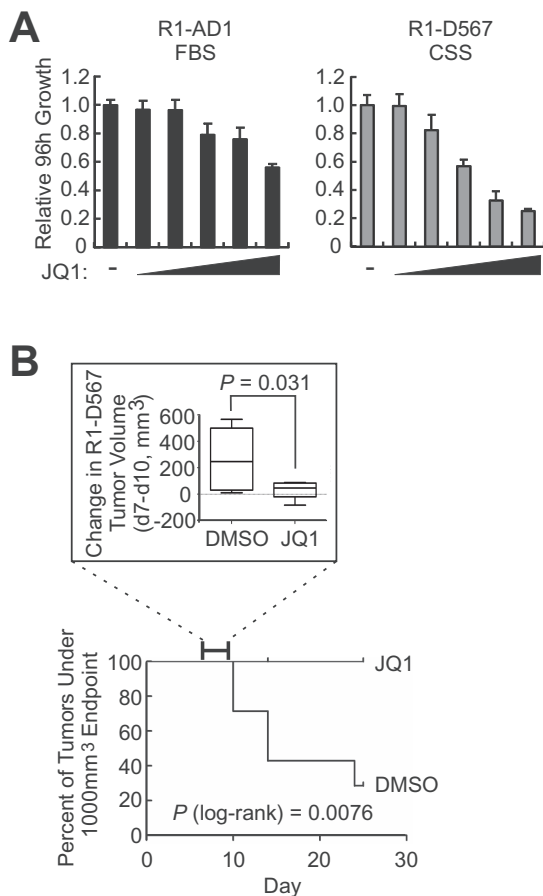 A
R1-AD1
FBS
R1-D567
CSS
Relative 96h Growth
1.2
1.0
0.8
0.6
0.4
0.2
0
1.2
1.0
0.8
0.6
0.4
0.2
0
JQ1:
-
-
B
Change in R1-D567
Tumor Volume
(d7-d10, mm3)
P = 0.031
600
400
200
0
-200
DMSO
JQ1
Percent of Tumors Under
1000mm3 Endpoint
100
80
60
40
20
0
JQ1
DMSO
P (log-rank) = 0.0076
0
10
20
30
Day